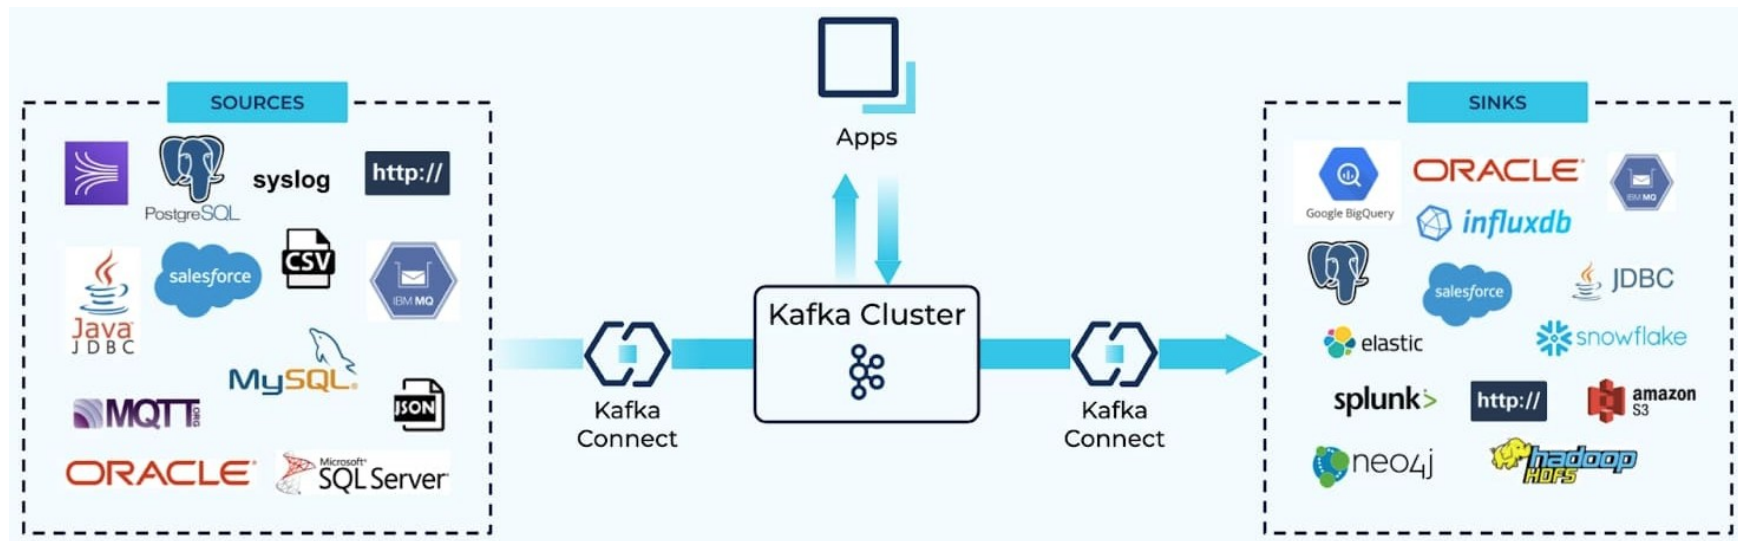 SOURCES
PostgreSQL
syslog
http://
Java
JDBC
salesforce
CSV
IBM MQ
MySQL
MQTT.ORG
JSON
ORACLE
Microsoft
SQL Server
Apps
Kafka Cluster
Kafka
Connect
Kafka
Connect
SINKS
Google BigQuery
ORACLE
IBM MQ
influxdb
salesforce
JDBC
elastic
snowflake
splunk>
http://
amazon
S3
neo4j
hadoop
HDFS